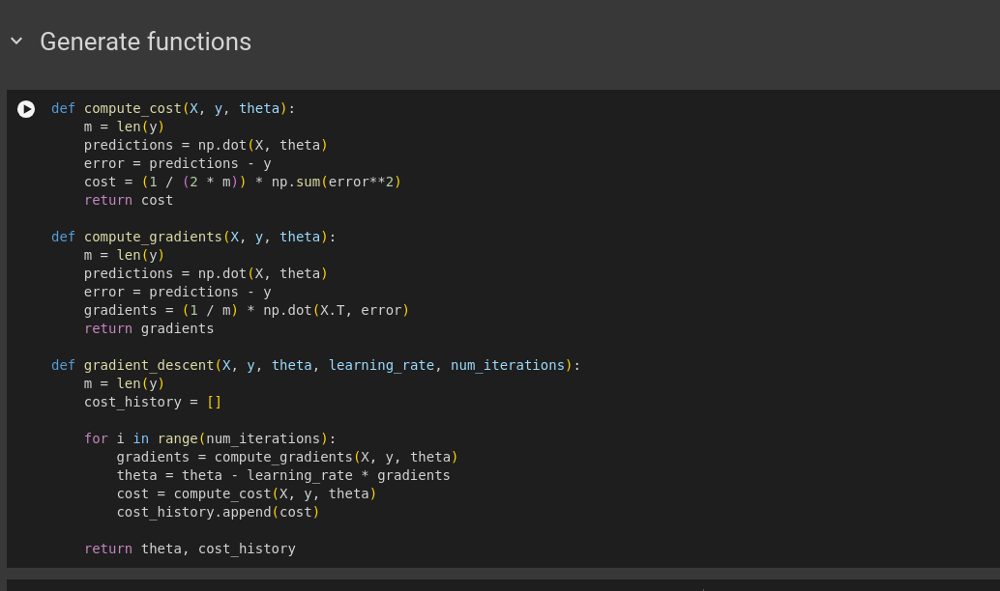 Generate functions
def compute_cost(X, y, theta):
    m = len(y)
    predictions = np.dot(X, theta)
    error = predictions - y
    cost = (1 / (2 * m)) * np.sum(error**2)
    return cost

def compute_gradients(X, y, theta):
    m = len(y)
    predictions = np.dot(X, theta)
    error = predictions - y
    gradients = (1 / m) * np.dot(X.T, error)
    return gradients

def gradient_descent(X, y, theta, learning_rate, num_iterations):
    m = len(y)
    cost_history = []

    for i in range(num_iterations):
        gradients = compute_gradients(X, y, theta)
        theta = theta - learning_rate * gradients
        cost = compute_cost(X, y, theta)
        cost_history.append(cost)

    return theta, cost_history